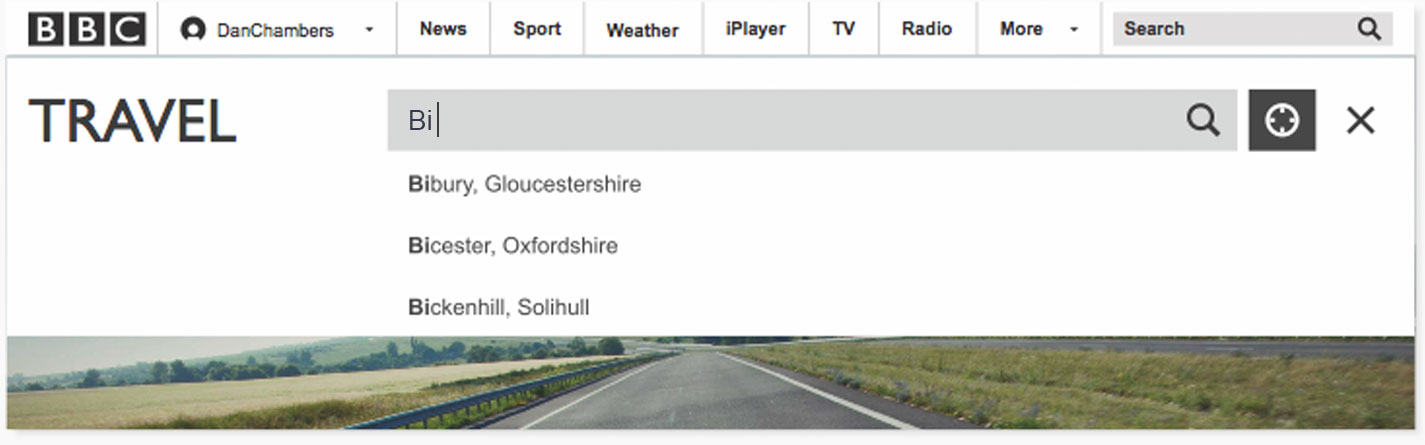 BBC DanChambers News Sport Weather iPlayer TV Radio More Search
TRAVEL Bi
Bibury, Gloucestershire
Bicester, Oxfordshire
Bickenhill, Solihull